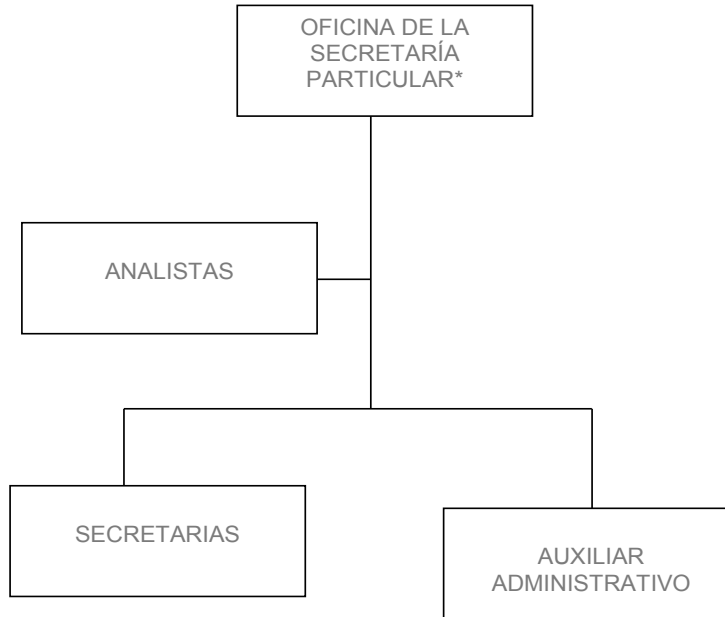 OFICINA DE LA
SECRETARÍA
PARTICULAR*
ANALISTAS
SECRETARIAS
AUXILIAR
ADMINISTRATIVO